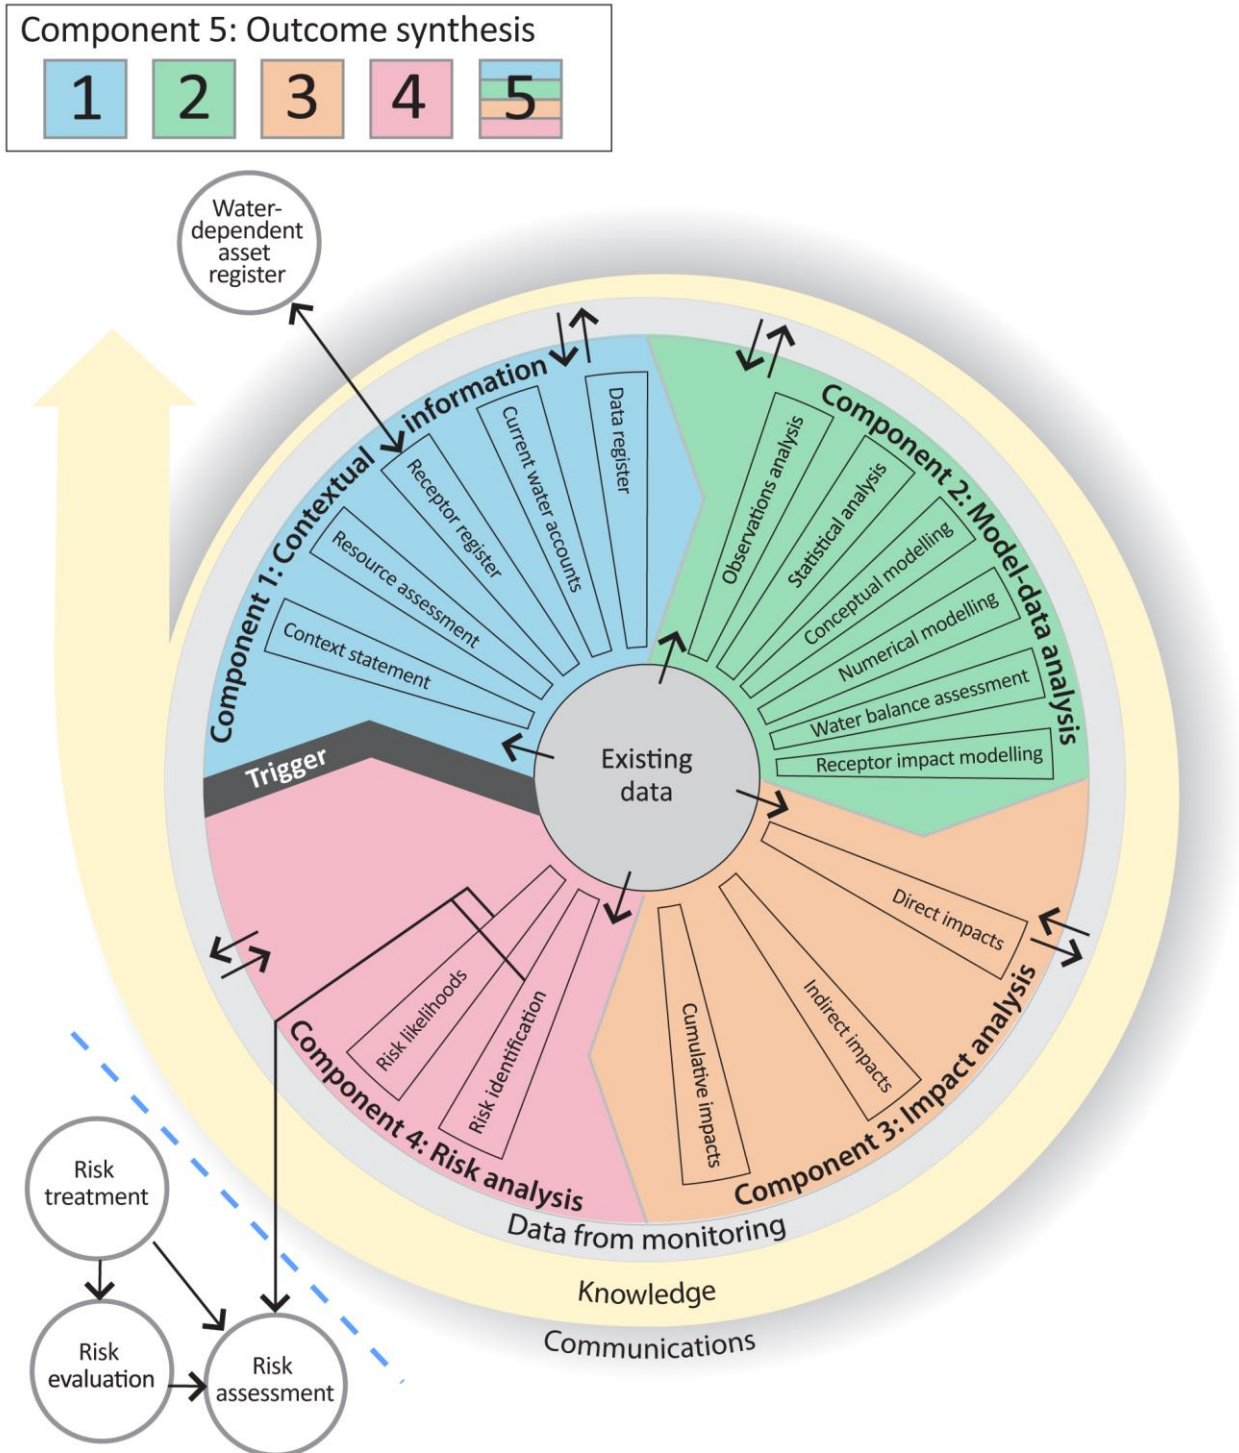 Component 5: Outcome synthesis
1 2 3 4 5
Water-
dependent
asset
register
Component 1: Contextual information
Context statement
Resource assessment
Receptor register
Current water accounts
Data register
Component 2: Model-data analysis
Observations analysis
Statistical analysis
Conceptual modelling
Numerical modelling
Water balance assessment
Receptor impact modelling
Trigger
Existing
data
Component 3: Impact analysis
Direct impacts
Indirect impacts
Cumulative impacts
Component 4: Risk analysis
Risk identification
Risk likelihoods
Data from monitoring
Knowledge
Communications
Risk
treatment
Risk
evaluation
Risk
assessment